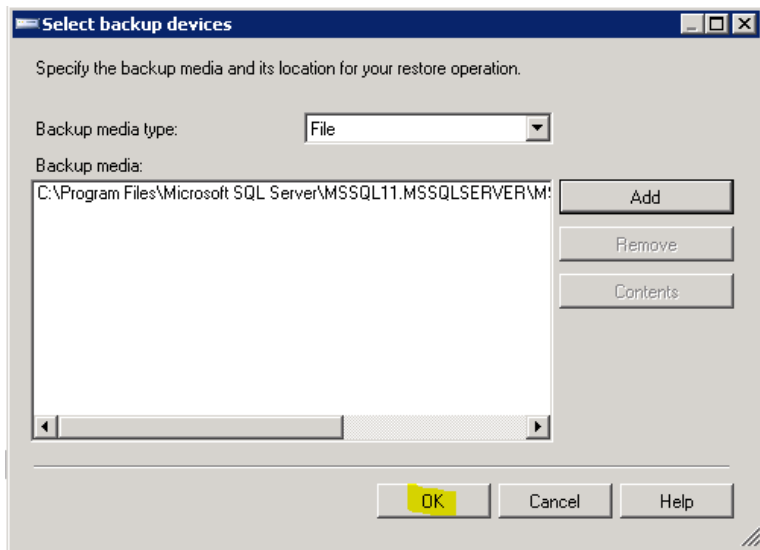 Select backup devices
Specify the backup media and its location for your restore operation.
Backup media type:
File
Backup media:
C:\Program Files\Microsoft SQL Server\MSSQL11.MSSQLSERVER\MS
Add
Remove
Contents
OK
Cancel
Help